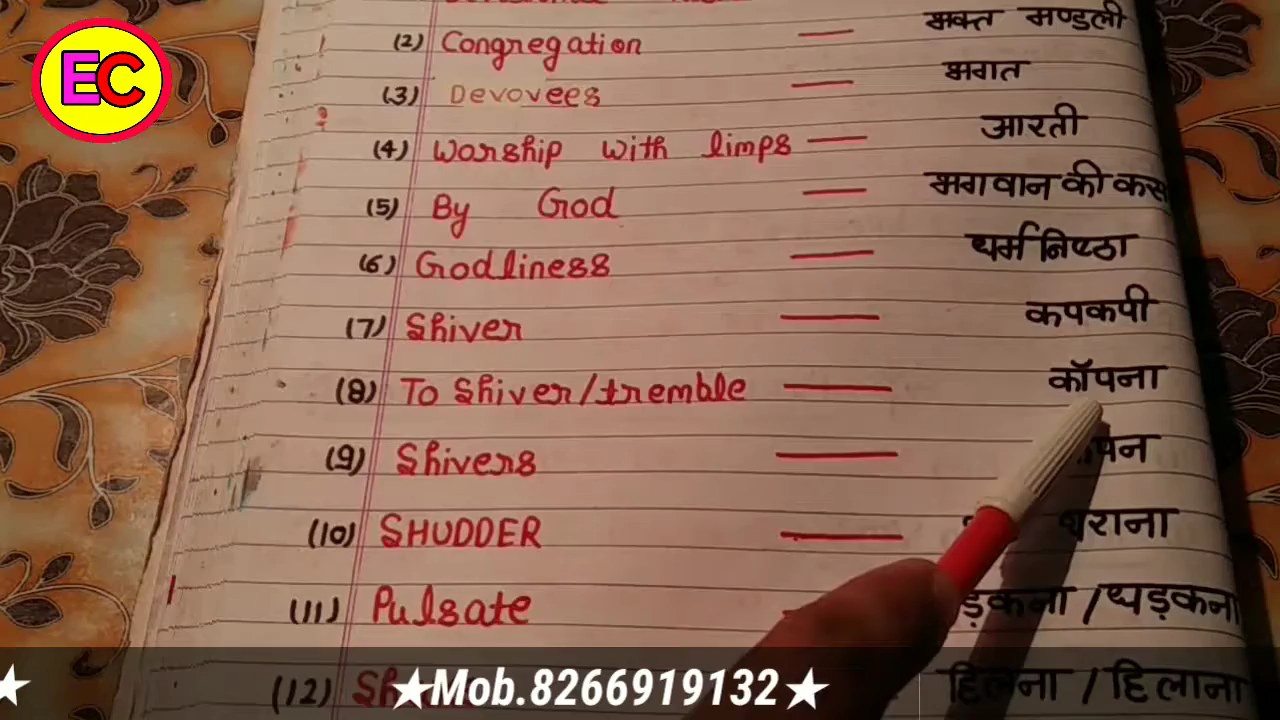 EC
(2) Congregation — भक्त मण्डली
(3) Devovees — भगत
(4) Worship with limps — आरती
(5) By God — भगवान की कस
(6) Godliness — धर्म निष्ठा
(7) Shiver — कपकपी
(8) To Shiver/tremble — कॉपना
(9) Shivers — पन
(10) SHUDDER — थराना
(11) Pulsate — ड़कना / धड़कना
(12) हिलना / हिलाना
★ ★Mob.8266919132★